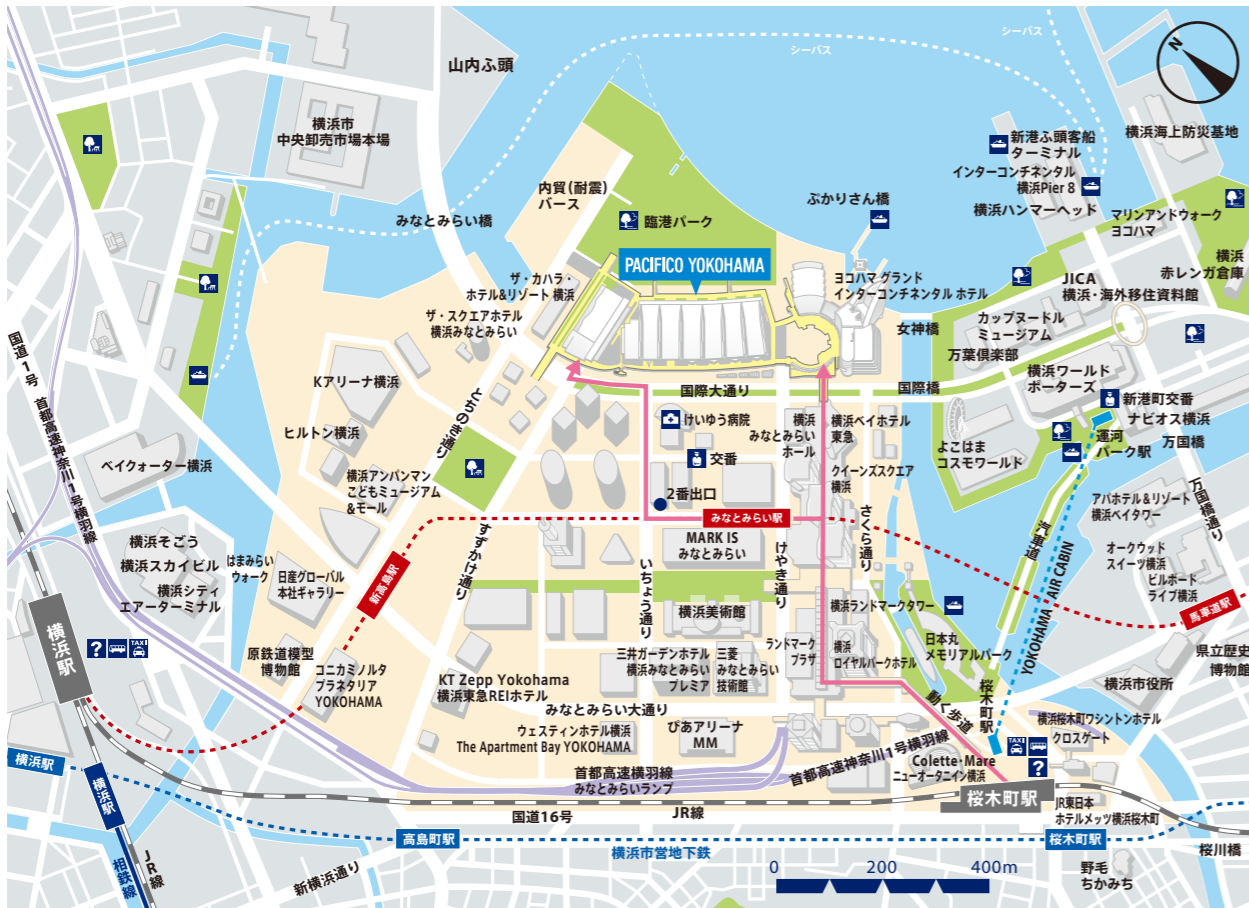 シーバス
シーバス
N
山内ふ頭
横浜市
中央卸売市場本場
新港ふ頭客船
ターミナル
横浜海上防災基地
インターコンチネンタル
横浜Pier 8
横浜ハンマーヘッド
マリンアンドウォーク
ヨコハマ
横浜
赤レンガ倉庫
内貿(耐震)
バース
みなとみらい橋
臨港パーク
ぷかりさん橋
PACIFICO YOKOHAMA
ザ・カハラ・
ホテル&リゾート 横浜
ザ・スクエアホテル
横浜みなとみらい
ヨコハマ グランド
インターコンチネンタル ホテル
JICA
横浜・海外移住資料館
カップヌードル
ミュージアム
女神橋
万葉倶楽部
横浜ワールド
ポーターズ
国道1号
首都高速神奈川1号横羽線
Kアリーナ横浜
とちのき通り
国際大通り
国際橋
新港町交番
ナビオス横浜
万国橋
運河
パーク駅
ヒルトン横浜
けいゆう病院
横浜
みなとみらい
ホール
横浜ベイホテル
東急
よこはま
コスモワールド
ベイクォーター横浜
横浜アンパンマン
こどもミュージアム
&モール
交番
2番出口
クイーンズスクエア
横浜
万国橋通り
アパホテル&リゾート
横浜ベイタワー
みなとみらい駅
さくら通り
汽車道
横浜そごう
横浜スカイビル
横浜シティ
エアーターミナル
はまみらい
ウォーク
日産グローバル
本社ギャラリー
新高島駅
すずかけ通り
MARK IS
みなとみらい
いちょう通り
けやき通り
オークウッド
スイーツ横浜
ビルボード
ライブ横浜
YOKOHAMA AIR CABIN
馬車道駅
横浜駅
?
TAXI
横浜美術館
横浜ランドマークタワー
日本丸
メモリアルパーク
原鉄道模型
博物館
コニカミノルタ
プラネタリア
YOKOHAMA
三井ガーデンホテル
横浜みなとみらい
プレミア
三菱
みなとみらい
技術館
ランドマーク
プラザ
横浜
ロイヤルパークホテル
県立歴史
博物館
横浜市役所
KT Zepp Yokohama
横浜東急REIホテル
みなとみらい大通り
動く歩道
桜木町駅
横浜桜木町ワシントンホテル
クロスゲート
ウェスティンホテル横浜
The Apartment Bay YOKOHAMA
ぴあアリーナ
MM
TAXI
?
横浜駅
横浜駅
首都高速横羽線
みなとみらいランプ
首都高速神奈川1号横羽線
Colette・Mare
ニューオータニイン横浜
桜木町駅
JR東日本
ホテルメッツ横浜桜木町
国道16号
JR線
高島町駅
横浜市営地下鉄
桜木町駅
桜川橋
相鉄線
JR線
新横浜通り
0 200 400m
野毛
ちかみち